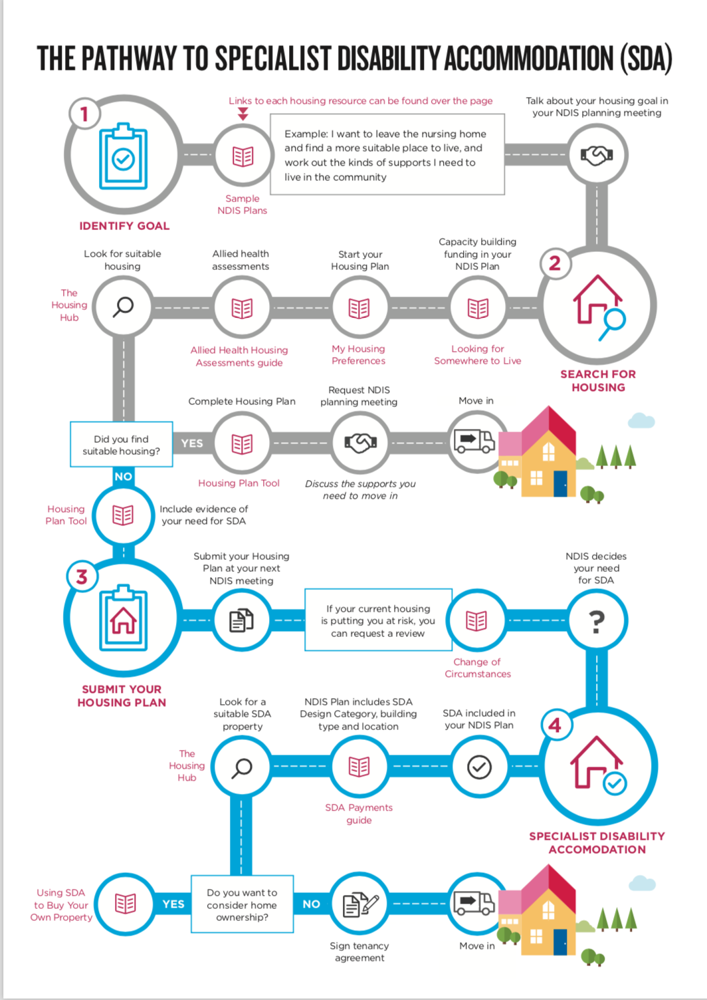 THE PATHWAY TO SPECIALIST DISABILITY ACCOMMODATION (SDA)
1
IDENTIFY GOAL
Links to each housing resource can be found over the page
Sample
NDIS Plans
Example: I want to leave the nursing home
and find a more suitable place to live, and
work out the kinds of supports I need to
live in the community
Talk about your housing goal in
your NDIS planning meeting
2
SEARCH FOR
HOUSING
Capacity building
funding in your
NDIS Plan
Looking for
Somewhere to Live
Start your
Housing Plan
My Housing
Preferences
Allied health
assessments
Allied Health Housing
Assessments guide
Look for suitable
housing
The
Housing
Hub
Did you find
suitable housing?
YES
Complete Housing Plan
Housing Plan Tool
Request NDIS
planning meeting
Discuss the supports you
need to move in
Move in
NO
Housing
Plan Tool
Include evidence of
your need for SDA
3
SUBMIT YOUR
HOUSING PLAN
Submit your Housing
Plan at your next
NDIS meeting
If your current housing
is putting you at risk, you
can request a review
Change of
Circumstances
NDIS decides
your need
for SDA
?
4
SPECIALIST DISABILITY
ACCOMODATION
SDA included in
your NDIS Plan
NDIS Plan includes SDA
Design Category, building
type and location
SDA Payments
guide
Look for a
suitable SDA
property
The
Housing
Hub
Do you want to
consider home
ownership?
YES
Using SDA
to Buy Your
Own Property
NO
Sign tenancy
agreement
Move in